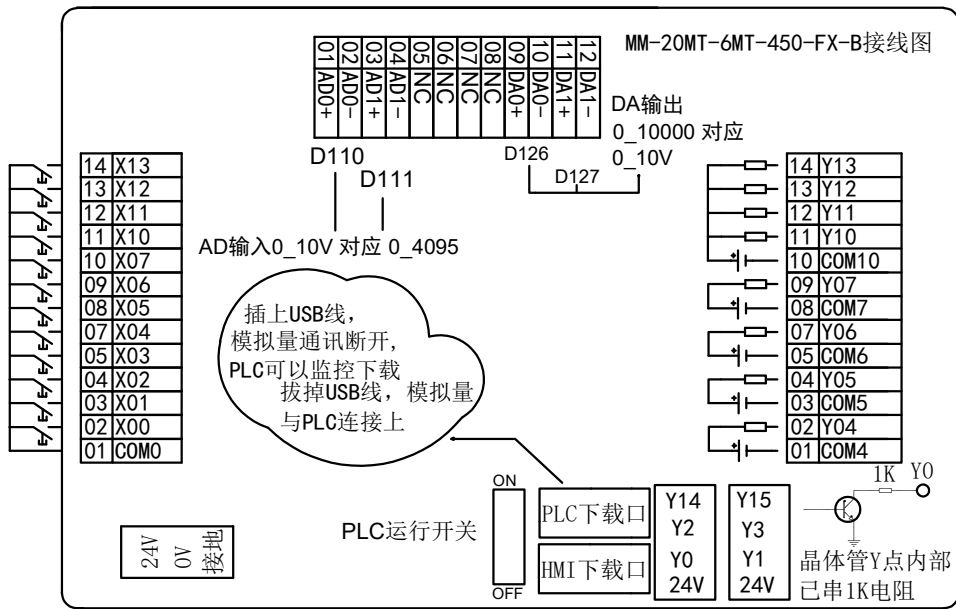 MM-20MT-6MT-450-FX-B接线图
01 AD0+
02 AD0-
03 AD1+
04 AD1-
05 NC
06 NC
07 NC
08 NC
09 DA0+
10 DA0-
11 DA1+
12 DA1-
DA输出
0_10000 对应
0_10V
D110
D111
D126
D127
AD输入0_10V 对应 0_4095
14 X13
13 X12
12 X11
11 X10
10 X07
09 X06
08 X05
07 X04
05 X03
04 X02
03 X01
02 X00
01 COM0
插上USB线，
模拟量通讯断开,
PLC可以监控下载
拔掉USB线，模拟量
与PLC连接上
14 Y13
13 Y12
12 Y11
11 Y10
10 COM10
09 Y07
08 COM7
07 Y06
05 COM6
04 Y05
03 COM5
02 Y04
01 COM4
24V
0V
接地
PLC运行开关
ON
OFF
PLC下载口
HMI下载口
Y14
Y2
Y0
24V
Y15
Y3
Y1
24V
1K Y0
晶体管Y点内部
已串1K电阻